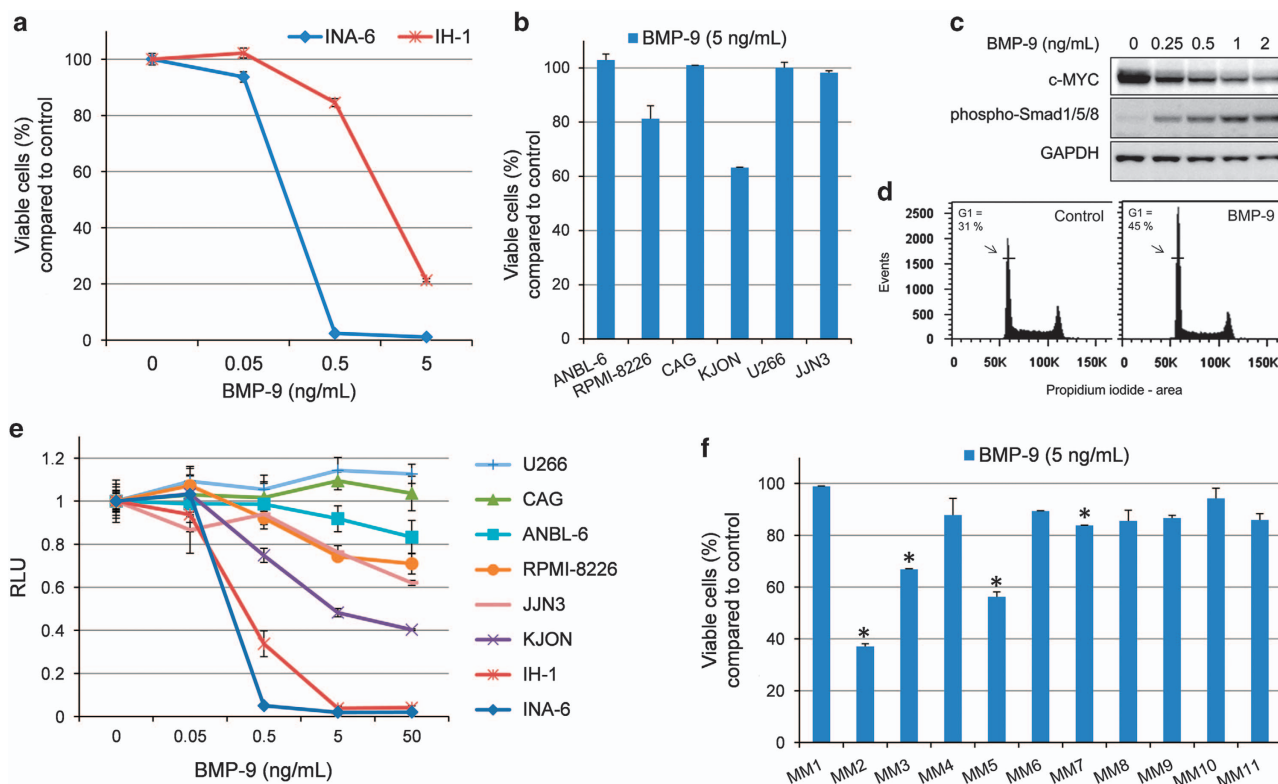 a
INA-6 IH-1
Viable cells (%)
compared to control
100
80
60
40
20
0
0 0.05 0.5 5
BMP-9 (ng/mL)
b
BMP-9 (5 ng/mL)
Viable cells (%)
compared to control
120
100
80
60
40
20
0
ANBL-6 RPMI-8226 CAG KJON U266 JJN3
c
BMP-9 (ng/mL) 0 0.25 0.5 1 2
c-MYC
phospho-Smad1/5/8
GAPDH
d
G1 =
31 %
Control
G1 =
45 %
BMP-9
Events
2500
2000
1500
1000
500
0
0 50K 100K 150K
0 50K 100K 150K
Propidium iodide - area
e
RLU
1.2
1
0.8
0.6
0.4
0.2
0
0 0.05 0.5 5 50
BMP-9 (ng/mL)
U266
CAG
ANBL-6
RPMI-8226
JJN3
KJON
IH-1
INA-6
f
BMP-9 (5 ng/mL)
Viable cells (%)
compared to control
100
80
60
40
20
0
* * * *
MM1 MM2 MM3 MM4 MM5 MM6 MM7 MM8 MM9 MM10 MM11